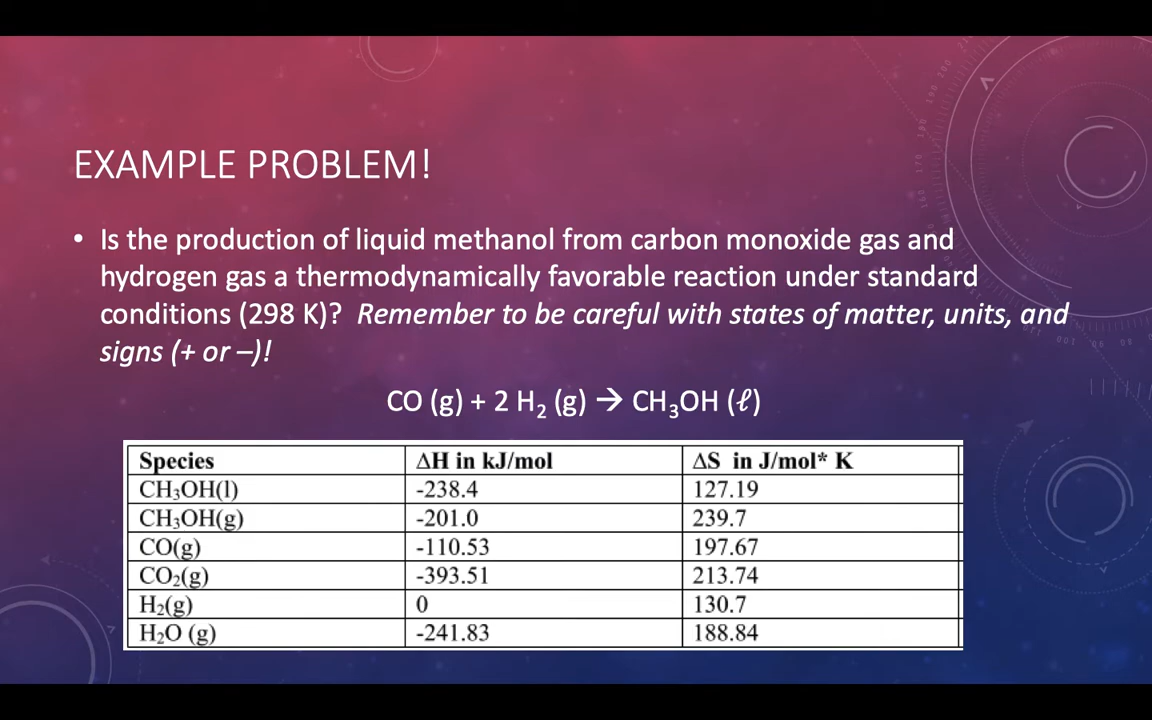 EXAMPLE PROBLEM!
• Is the production of liquid methanol from carbon monoxide gas and
hydrogen gas a thermodynamically favorable reaction under standard
conditions (298 K)? Remember to be careful with states of matter, units, and
signs (+ or –)!
CO (g) + 2 H₂ (g) → CH₃OH (ℓ)
Species ΔH in kJ/mol ΔS in J/mol* K
CH₃OH(l) -238.4 127.19
CH₃OH(g) -201.0 239.7
CO(g) -110.53 197.67
CO₂(g) -393.51 213.74
H₂(g) 0 130.7
H₂O (g) -241.83 188.84